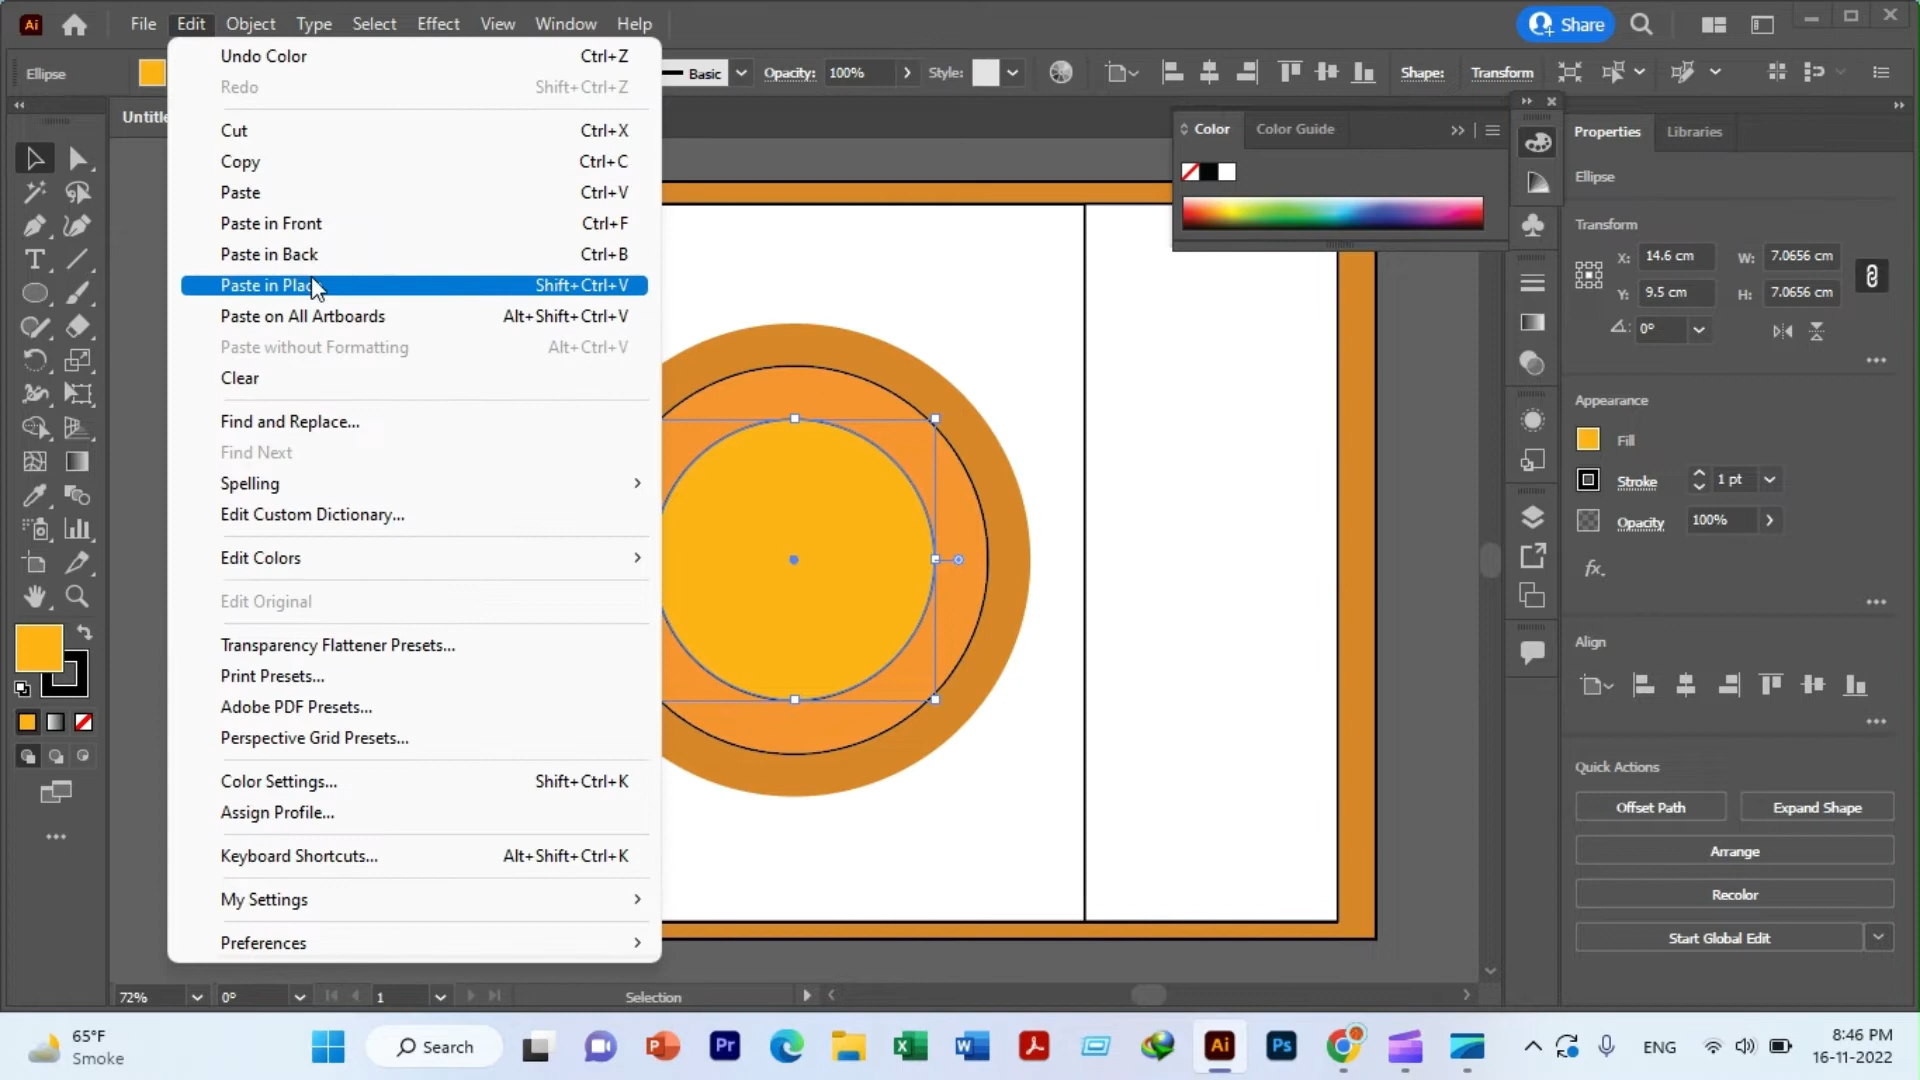 Ai File Edit Object Type Select Effect View Window Help Share
Ellipse Basic Opacity: 100% Style: Shape: Transform
Undo Color Ctrl+Z
Redo Shift+Ctrl+Z
Cut Ctrl+X
Copy Ctrl+C
Paste Ctrl+V
Paste in Front Ctrl+F
Paste in Back Ctrl+B
Paste in Plac Shift+Ctrl+V
Paste on All Artboards Alt+Shift+Ctrl+V
Paste without Formatting Alt+Ctrl+V
Clear
Find and Replace...
Find Next
Spelling
Edit Custom Dictionary...
Edit Colors
Edit Original
Transparency Flattener Presets...
Print Presets...
Adobe PDF Presets...
Perspective Grid Presets...
Color Settings... Shift+Ctrl+K
Assign Profile...
Keyboard Shortcuts... Alt+Shift+Ctrl+K
My Settings
Preferences
Untitle
Color Color Guide
Properties Libraries
Ellipse
Transform
X: 14.6 cm W: 7.0656 cm
Y: 9.5 cm H: 7.0656 cm
0°
Appearance
Fill
Stroke 1 pt
Opacity 100%
fx.
Align
Quick Actions
Offset Path Expand Shape
Arrange
Recolor
Start Global Edit
72% 0° 1 Selection
65°F
Smoke
Search
P Pr X W Ai Ps
ENG
8:46 PM
16-11-2022